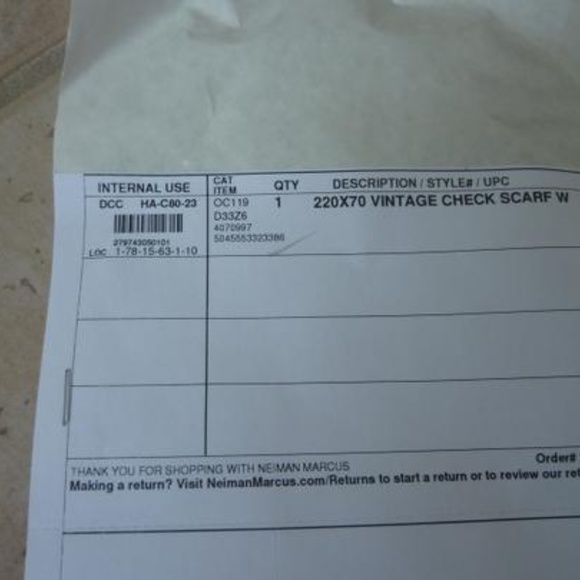 INTERNAL USE
CAT ITEM
QTY
DESCRIPTION / STYLE# / UPC
DCC HA-C80-23
OC119
1
220X70 VINTAGE CHECK SCARF W
D33Z6
4070997
5045553323386
279743050101
LOC 1-78-15-63-1-10
Order#
THANK YOU FOR SHOPPING WITH NEIMAN MARCUS
Making a return? Visit NeimanMarcus.com/Returns to start a return or to review our ret